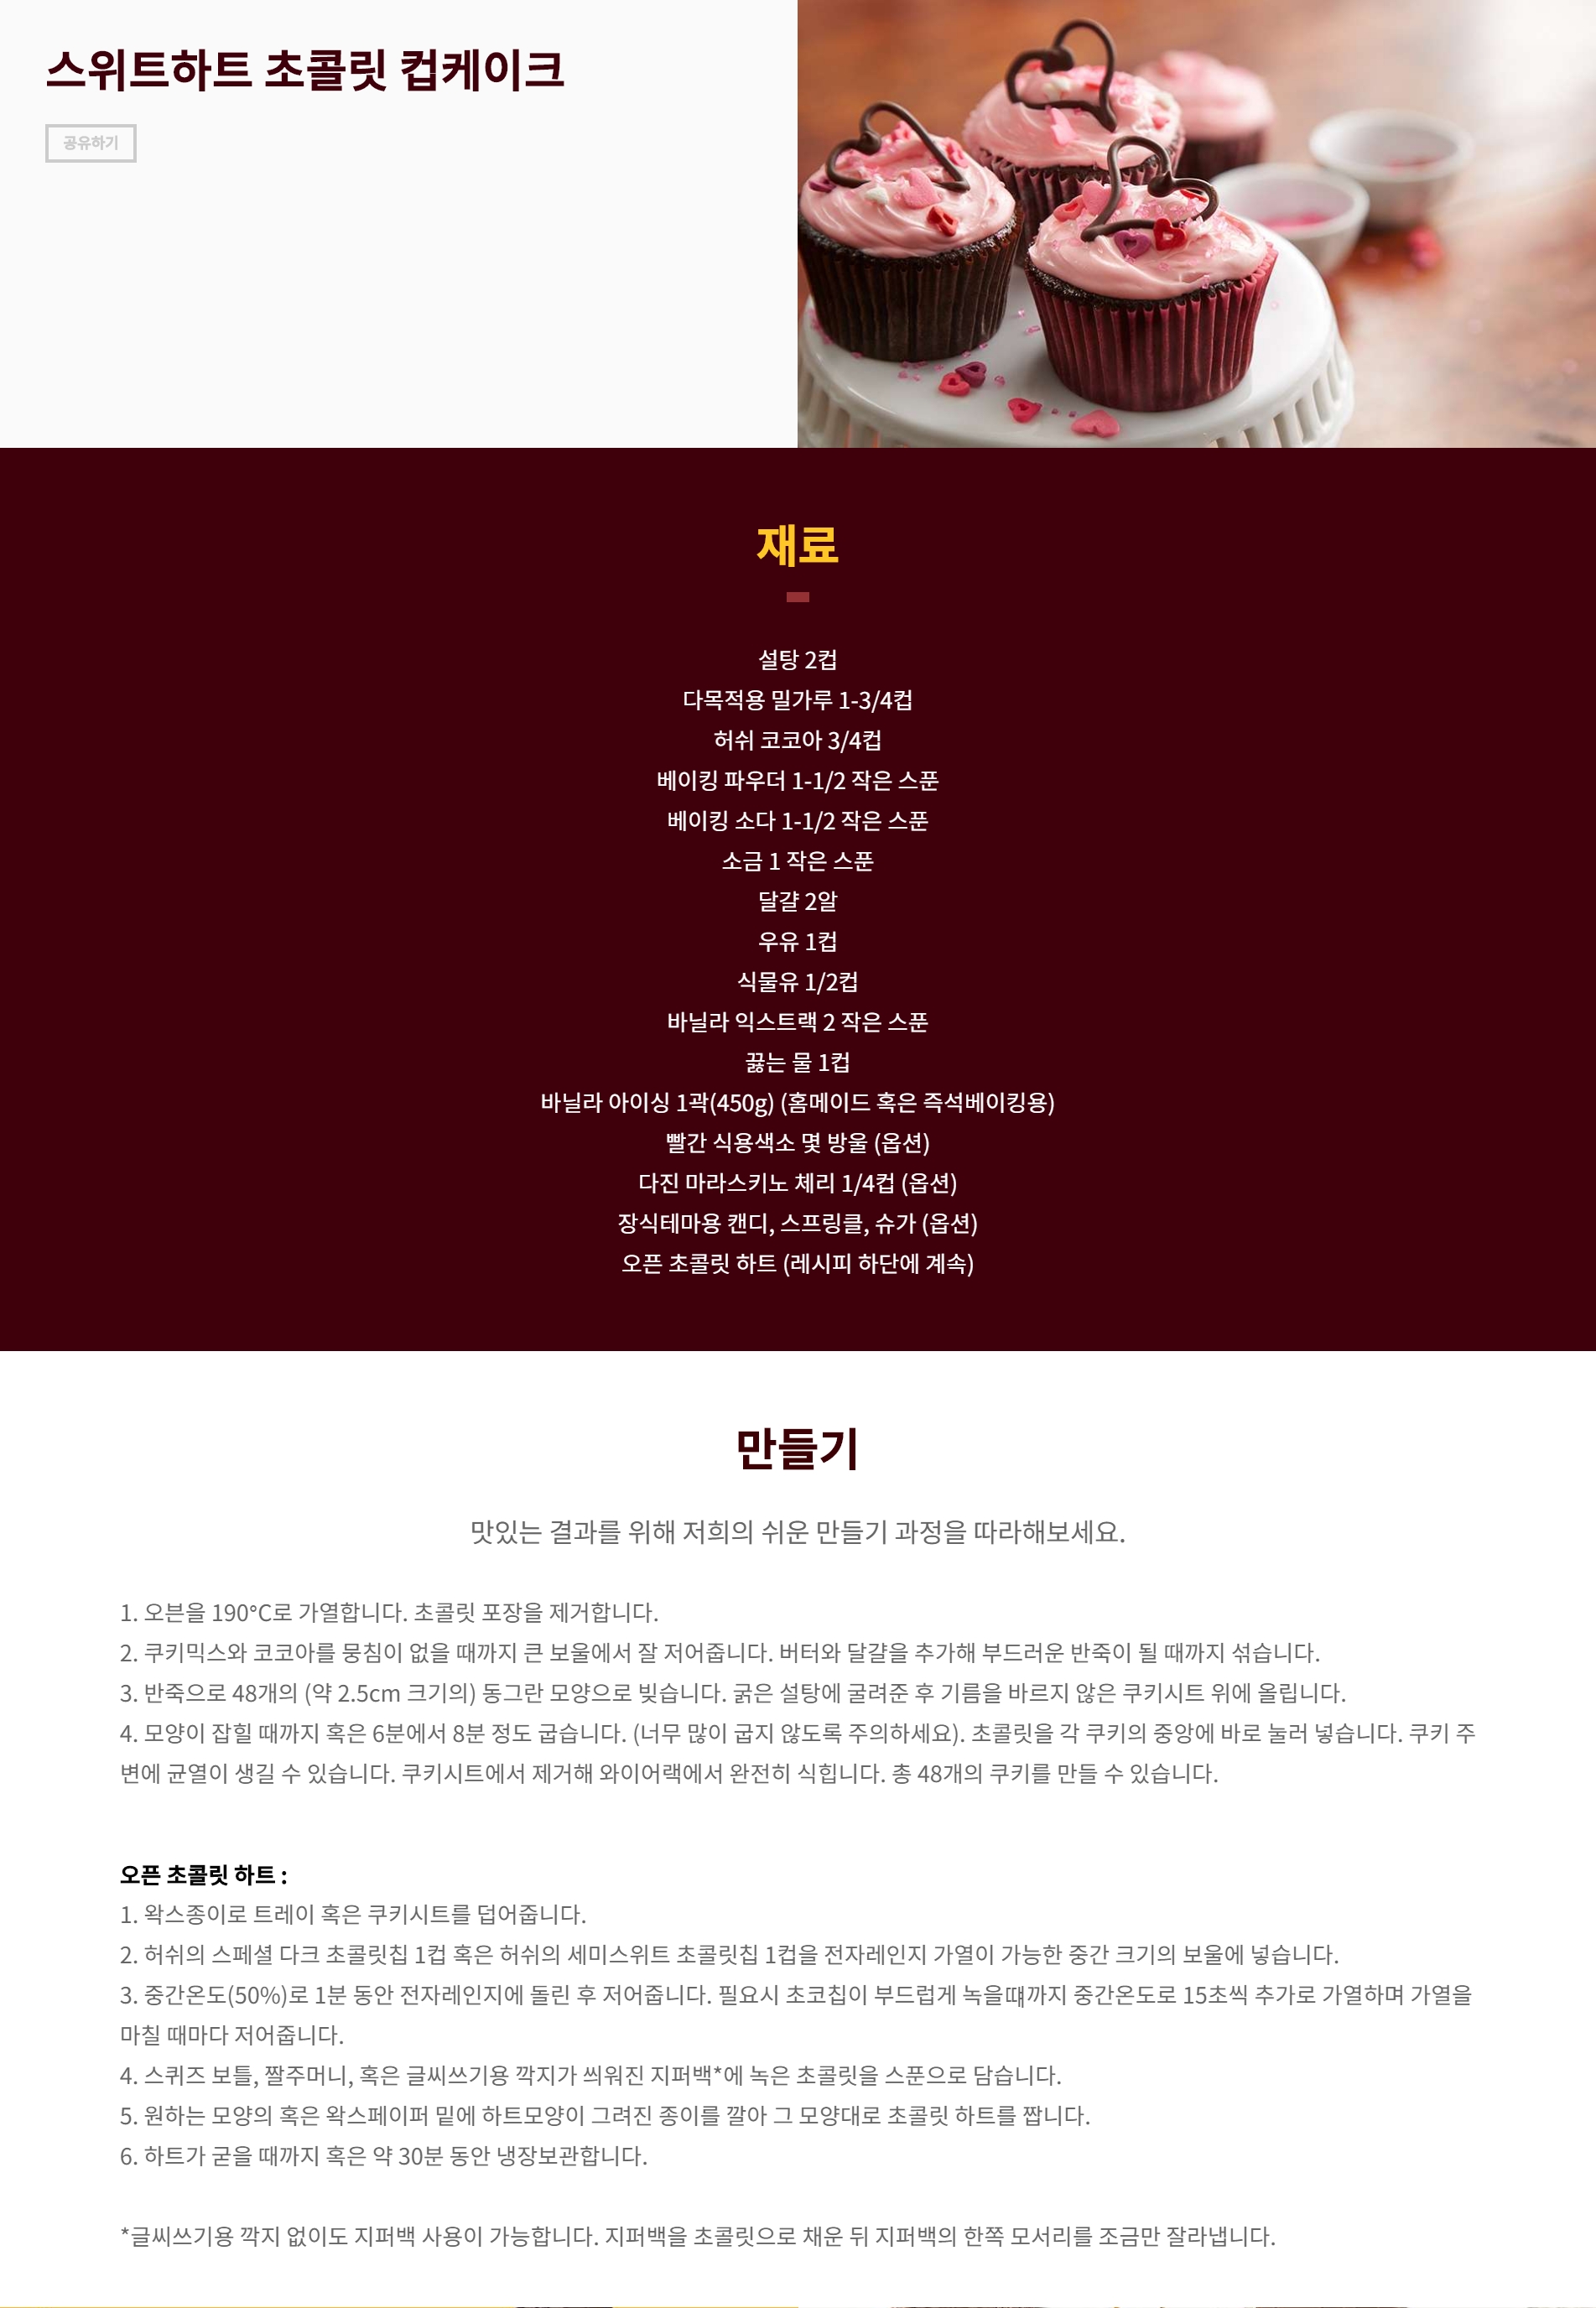 스위트하트 초콜릿 컵케이크
공유하기
재료
설탕 2컵
다목적용 밀가루 1-3/4컵
허쉬 코코아 3/4컵
베이킹 파우더 1-1/2 작은 스푼
베이킹 소다 1-1/2 작은 스푼
소금 1 작은 스푼
달걀 2알
우유 1컵
식물유 1/2컵
바닐라 익스트랙 2 작은 스푼
끓는 물 1컵
바닐라 아이싱 1곽(450g) (홈메이드 혹은 즉석베이킹용)
빨간 식용색소 몇 방울 (옵션)
다진 마라스키노 체리 1/4컵 (옵션)
장식테마용 캔디, 스프링클, 슈가 (옵션)
오픈 초콜릿 하트 (레시피 하단에 계속)
만들기
맛있는 결과를 위해 저희의 쉬운 만들기 과정을 따라해보세요.
1. 오븐을 190°C로 가열합니다. 초콜릿 포장을 제거합니다.
2. 쿠키믹스와 코코아를 뭉침이 없을 때까지 큰 보울에서 잘 저어줍니다. 버터와 달걀을 추가해 부드러운 반죽이 될 때까지 섞습니다.
3. 반죽으로 48개의 (약 2.5cm 크기의) 동그란 모양으로 빚습니다. 굵은 설탕에 굴려준 후 기름을 바르지 않은 쿠키시트 위에 올립니다.
4. 모양이 잡힐 때까지 혹은 6분에서 8분 정도 굽습니다. (너무 많이 굽지 않도록 주의하세요). 초콜릿을 각 쿠키의 중앙에 바로 눌러 넣습니다. 쿠키 주
변에 균열이 생길 수 있습니다. 쿠키시트에서 제거해 와이어랙에서 완전히 식힙니다. 총 48개의 쿠키를 만들 수 있습니다.
오픈 초콜릿 하트 :
1. 왁스종이로 트레이 혹은 쿠키시트를 덥어줍니다.
2. 허쉬의 스페셜 다크 초콜릿칩 1컵 혹은 허쉬의 세미스위트 초콜릿칩 1컵을 전자레인지 가열이 가능한 중간 크기의 보울에 넣습니다.
3. 중간온도(50%)로 1분 동안 전자레인지에 돌린 후 저어줍니다. 필요시 초코칩이 부드럽게 녹을떄까지 중간온도로 15초씩 추가로 가열하며 가열을
마칠 때마다 저어줍니다.
4. 스퀴즈 보틀, 짤주머니, 혹은 글씨쓰기용 깍지가 씌워진 지퍼백*에 녹은 초콜릿을 스푼으로 담습니다.
5. 원하는 모양의 혹은 왁스페이퍼 밑에 하트모양이 그려진 종이를 깔아 그 모양대로 초콜릿 하트를 짭니다.
6. 하트가 굳을 때까지 혹은 약 30분 동안 냉장보관합니다.
*글씨쓰기용 깍지 없이도 지퍼백 사용이 가능합니다. 지퍼백을 초콜릿으로 채운 뒤 지퍼백의 한쪽 모서리를 조금만 잘라냅니다.